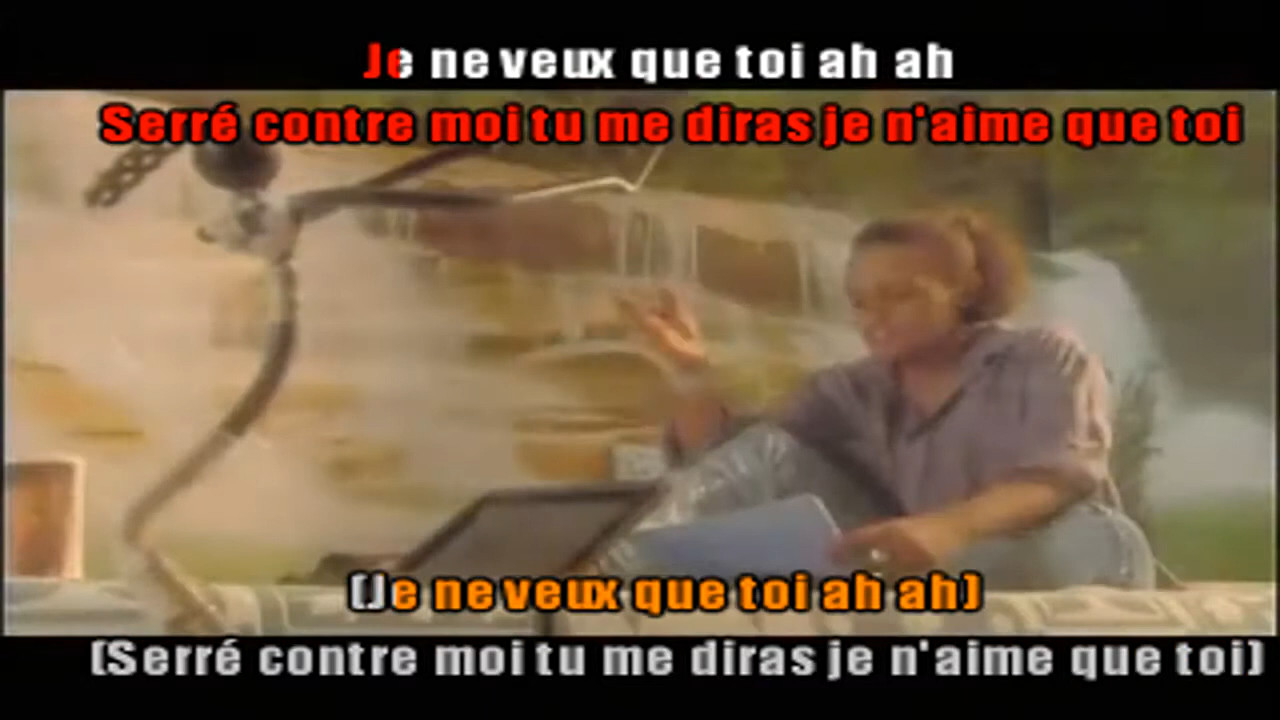 Je ne veux que toi ah ah
Serré contre moi tu me diras je n'aime que toi
(Je ne veux que toi ah ah)
(Serré contre moi tu me diras je n'aime que toi)